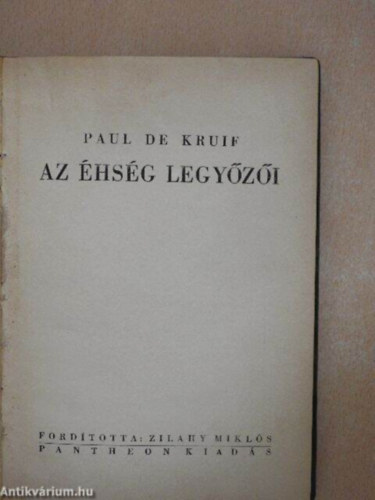 PAUL DE KRUIF
AZ ÉHSÉG LEGYŐZŐI
FORDÍTOTTA: ZILAHY MIKLÓS
PANTHEON KIADÁS
Antikvárium.hu